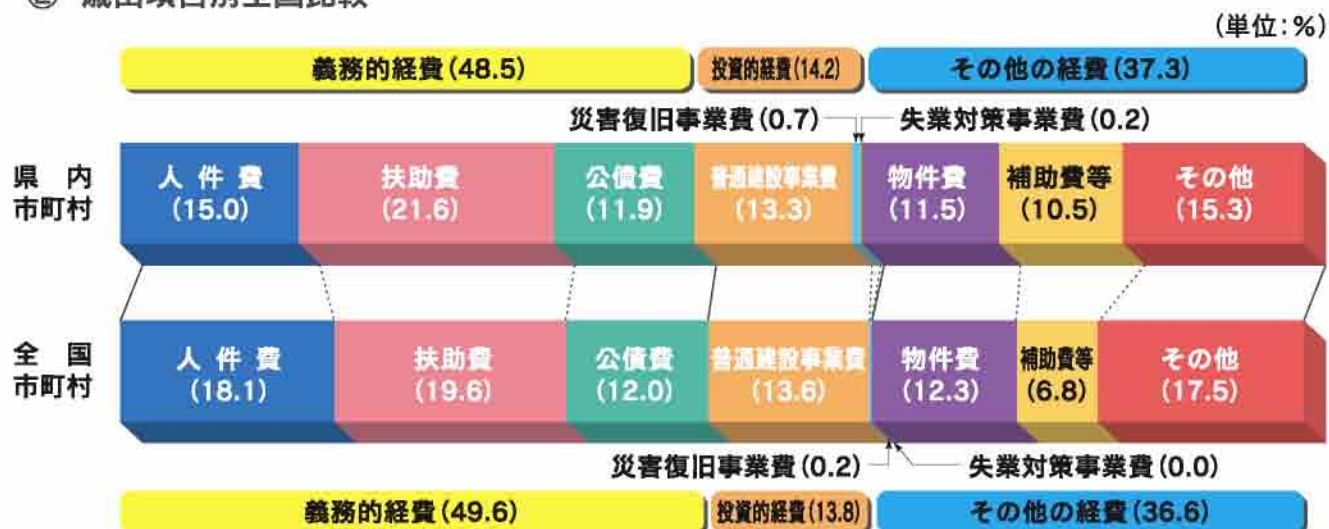 (単位:%)
義務的経費(48.5)
投資的経費(14.2)
その他の経費(37.3)
災害復旧事業費(0.7)
失業対策事業費(0.2)
県内
市町村
人件費
(15.0)
扶助費
(21.6)
公債費
(11.9)
普通建設事業費
(13.3)
物件費
(11.5)
補助費等
(10.5)
その他
(15.3)
全国
市町村
人件費
(18.1)
扶助費
(19.6)
公債費
(12.0)
普通建設事業費
(13.6)
物件費
(12.3)
補助費等
(6.8)
その他
(17.5)
災害復旧事業費(0.2)
失業対策事業費(0.0)
義務的経費(49.6)
投資的経費(13.8)
その他の経費(36.6)